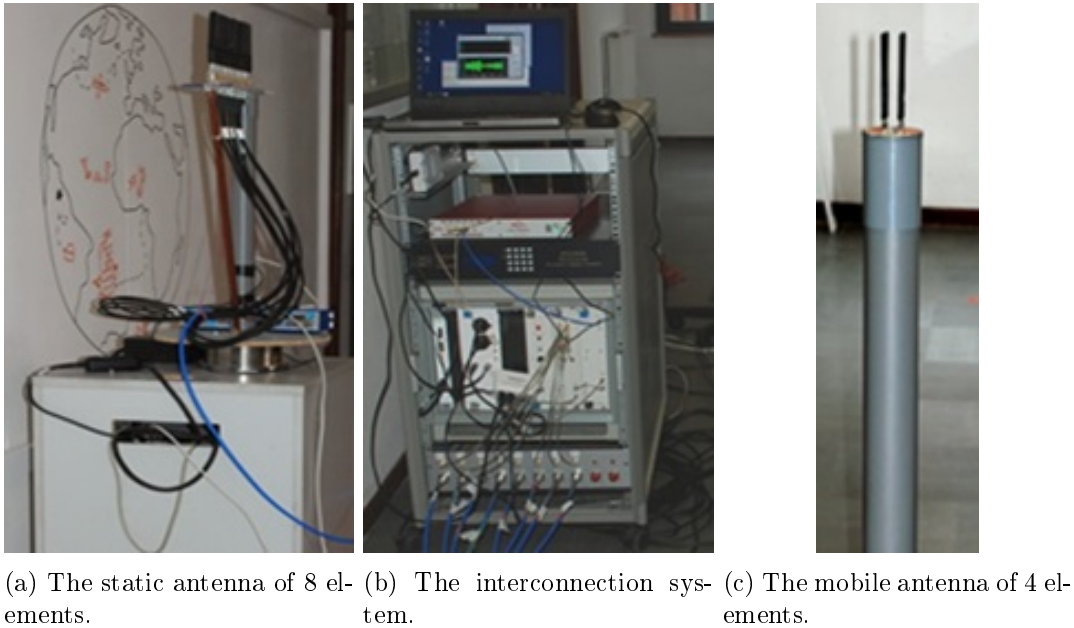 (a) The static antenna of 8 el-
ements.
(b) The interconnection sys-
tem.
(c) The mobile antenna of 4 el-
ements.